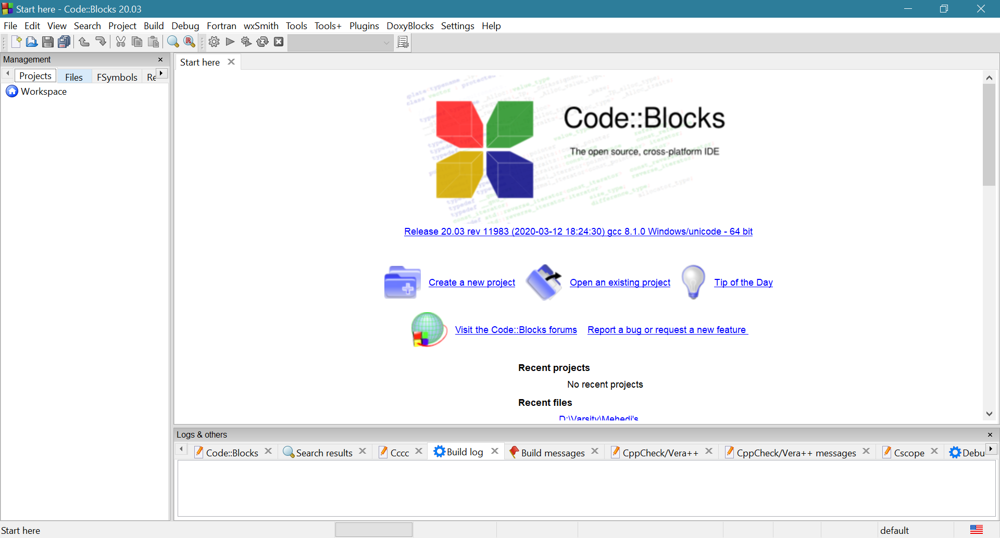 Start here - Code::Blocks 20.03
File Edit View Search Project Build Debug Fortran wxSmith Tools Tools+ Plugins DoxyBlocks Settings Help
Management
Projects Files FSymbols Re
Workspace
Start here
Code::Blocks
The open source, cross-platform IDE
Release 20.03 rev 11983 (2020-03-12 18:24:30) gcc 8.1.0 Windows/unicode - 64 bit
Create a new project Open an existing project Tip of the Day
Visit the Code::Blocks forums Report a bug or request a new feature
Recent projects
No recent projects
Recent files
D:\Varsity\Mehedi's
Logs & others
Code::Blocks Search results Cccc Build log Build messages CppCheck/Vera++ CppCheck/Vera++ messages Cscope Debu
Start here default